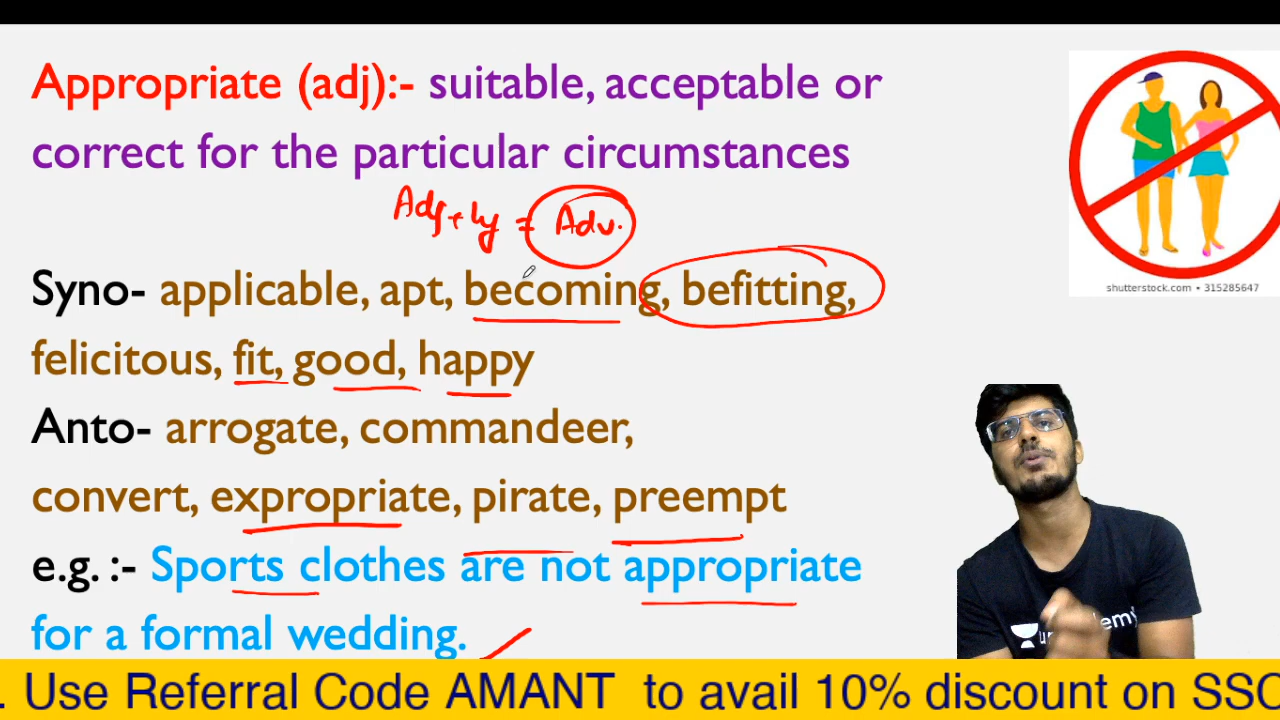 Appropriate (adj):- suitable, acceptable or
correct for the particular circumstances
Adj + ly = Adv.
Syno- applicable, apt, becoming, befitting,
felicitous, fit, good, happy
Anto- arrogate, commandeer,
convert, expropriate, pirate, preempt
e.g. :- Sports clothes are not appropriate
for a formal wedding.
shutterstock.com • 315285647
. Use Referral Code AMANT to avail 10% discount on SSC